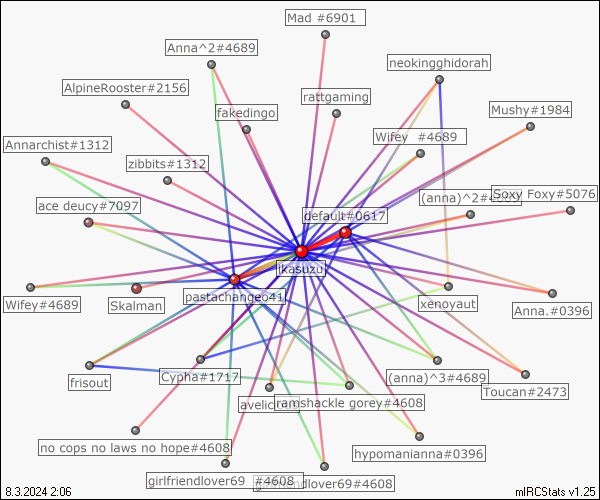 Mad #6901
Anna^2#4689
neokingghidorah
AlpineRooster#2156
rattgaming
fakedingo
Mushy#1984
Wifey  #4689
Annarchist#1312
zibbits#1312
(anna)^2#4689
Soxy Foxy#5076
ace deucy#7097
default#0617
ikasuzu
pastachangeo41
Wifey#4689
Skalman
xenoyaut
Anna.#0396
frisout
Cypha#1717
(anna)^3#4689
Toucan#2473
ramshackle gorey#4608
no cops no laws no hope#4608
hypomanianna#0396
girlfriendlover69  #4608
girlfriendlover69#4608
8.3.2024 2:06
mIRCStats v1.25